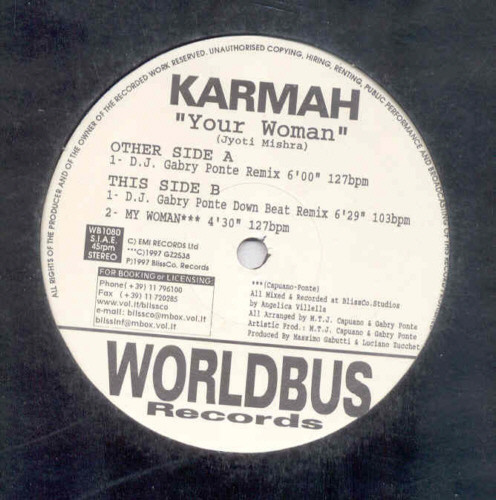 ALL RIGHTS OF THE PRODUCER AND OF THE OWNER OF THE RECORDED WORK RESERVED. UNAUTHORISED COPYING, HIRING, RENTING, PUBLIC PERFORMANCE AND BROADCASTING OF
KARMAH
"Your Woman"
(Jyoti Mishra)
OTHER SIDE A
1- D.J. Gabry Ponte Remix 6'00" 127bpm
THIS SIDE B
1- D.J. Gabry Ponte Down Beat Remix 6'29" 103bpm
2- MY WOMAN*** 4'30" 127bpm
WB1080
S.I.A.E.
45rpm
STEREO
C) EMI RECORDS Ltd
***C)1997 GZ2538
P)1997 BlissCo. Records
FOR BOOKING or LICENSING:
Phone (+39) 11 796100
Fax (+39) 11 720285
www.vol.it/blissco
e-mail: blissco@mbox.vol.it
blissinf@mbox.vol.it
***(Capuano-Ponte)
All Mixed & Recorded at BlissCo.Studios
by Angelica Villella
All Arranged by M.T.J. Capuano & Gabry Ponte
Artistic Prod.: M.T.J. Capuano & Gabry Ponte
Produced by Massimo Gabutti & Luciano Zucchet
WORLDBUS
Records